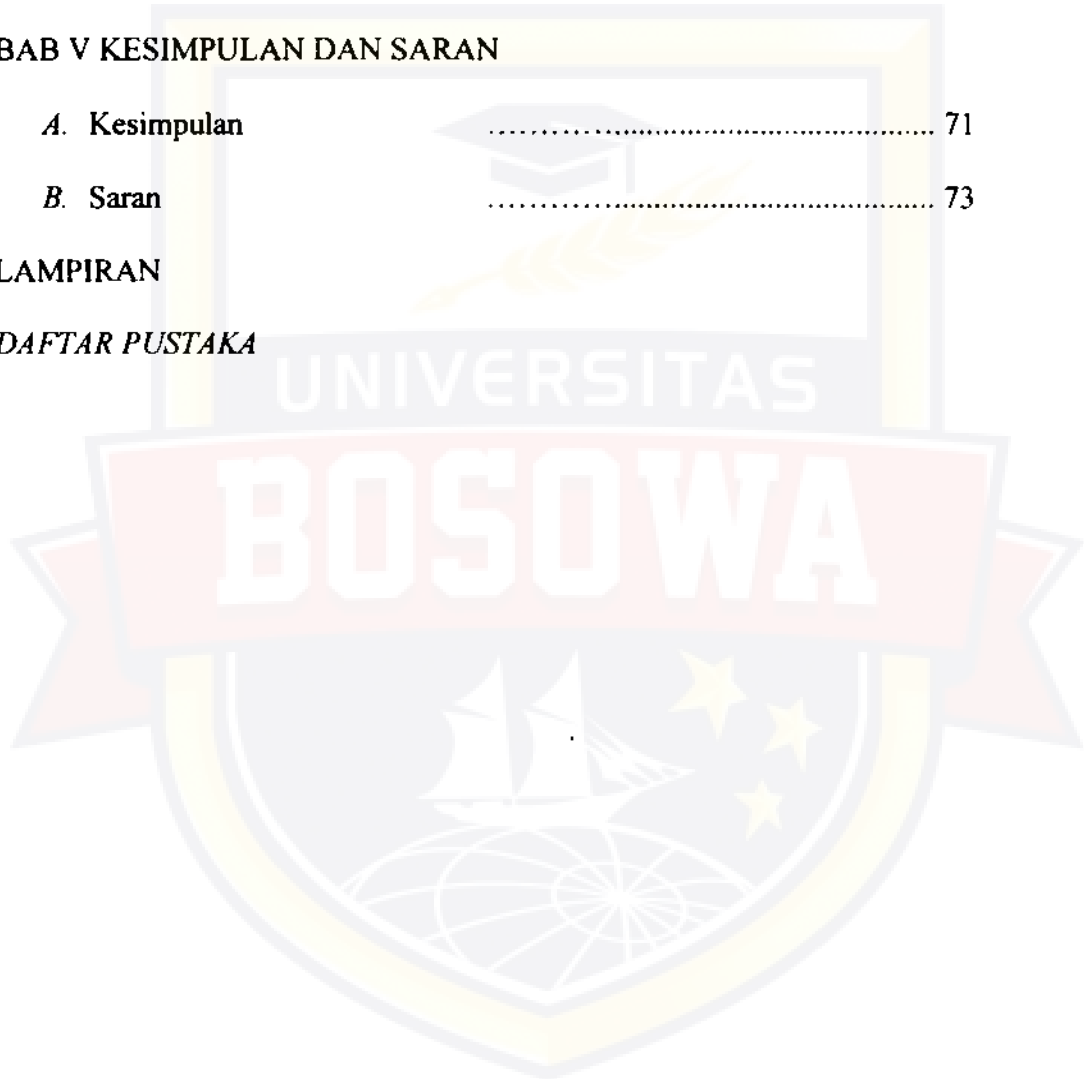 BAB V KESIMPULAN DAN SARAN
A. Kesimpulan ........................................ 71
B. Saran ........................................ 73
LAMPIRAN
DAFTAR PUSTAKA
UNIVERSITAS
BOSOWA